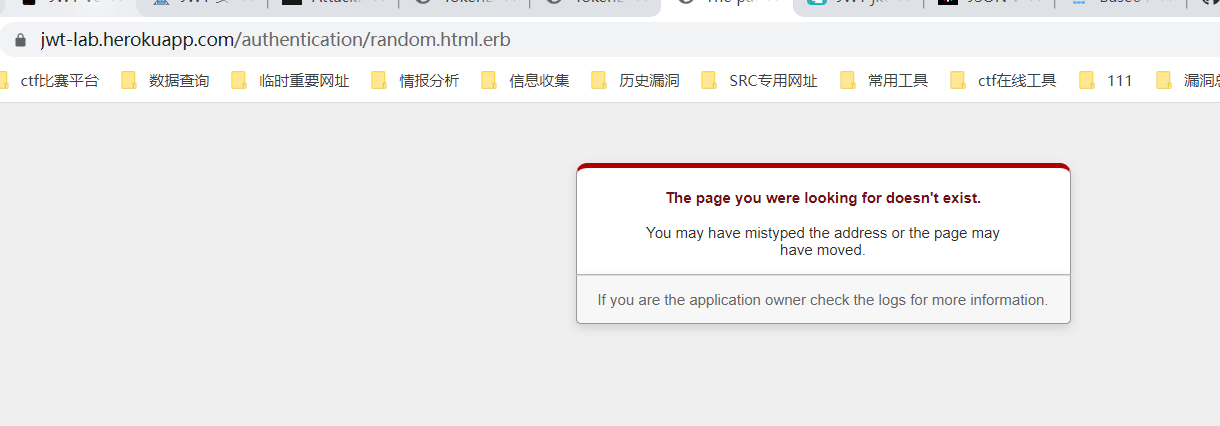 jwt-lab.herokuapp.com/authentication/random.html.erb
ctf比赛平台 数据查询 临时重要网址 情报分析 信息收集 历史漏洞 SRC专用网址 常用工具 ctf在线工具 111
The page you were looking for doesn't exist.
You may have mistyped the address or the page may
have moved.
If you are the application owner check the logs for more information.